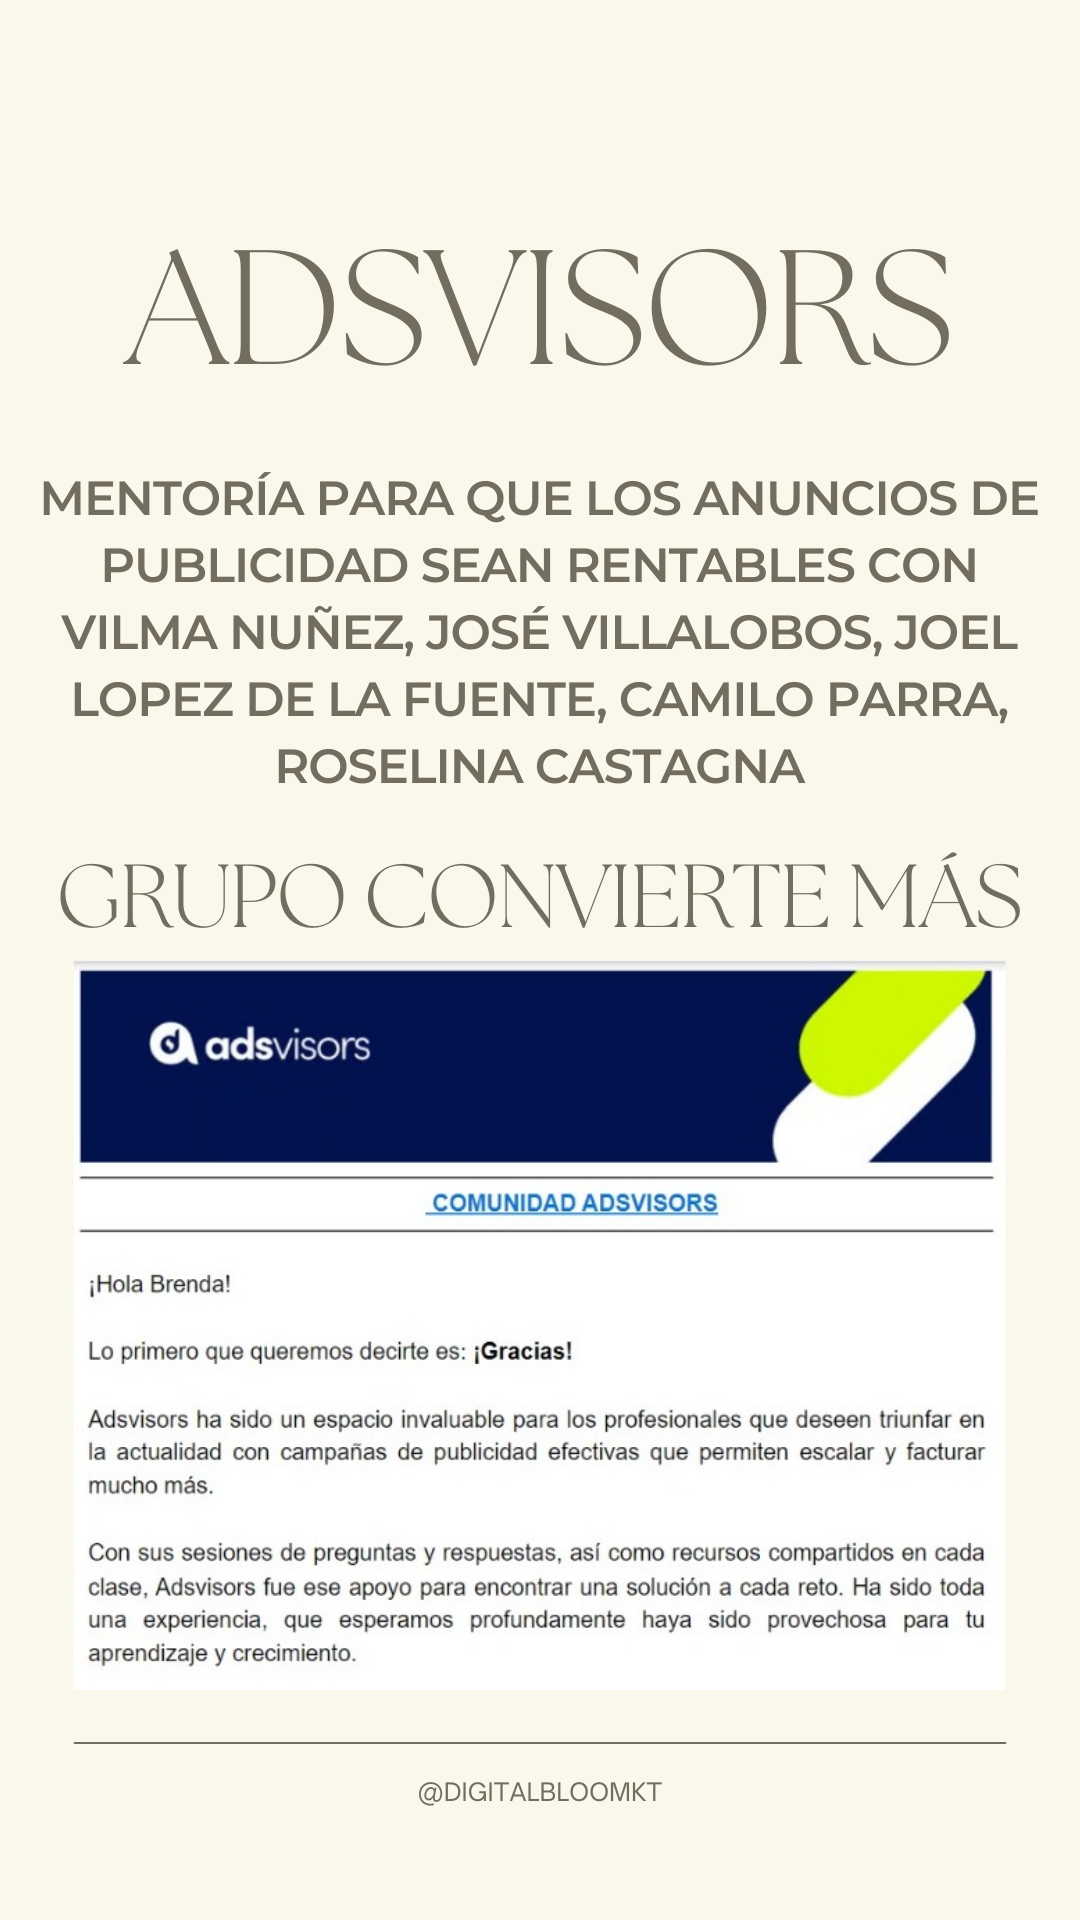 ADSVISORS
MENTORÍA PARA QUE LOS ANUNCIOS DE
PUBLICIDAD SEAN RENTABLES CON
VILMA NUÑEZ, JOSÉ VILLALOBOS, JOEL
LOPEZ DE LA FUENTE, CAMILO PARRA,
ROSELINA CASTAGNA
GRUPO CONVIERTE MÁS
adsvisors
COMUNIDAD ADSVISORS
¡Hola Brenda!
Lo primero que queremos decirte es: ¡Gracias!
Adsvisors ha sido un espacio invaluable para los profesionales que deseen triunfar en
la actualidad con campañas de publicidad efectivas que permiten escalar y facturar
mucho más.
Con sus sesiones de preguntas y respuestas, así como recursos compartidos en cada
clase, Adsvisors fue ese apoyo para encontrar una solución a cada reto. Ha sido toda
una experiencia, que esperamos profundamente haya sido provechosa para tu
aprendizaje y crecimiento.
@DIGITALBLOOMKT